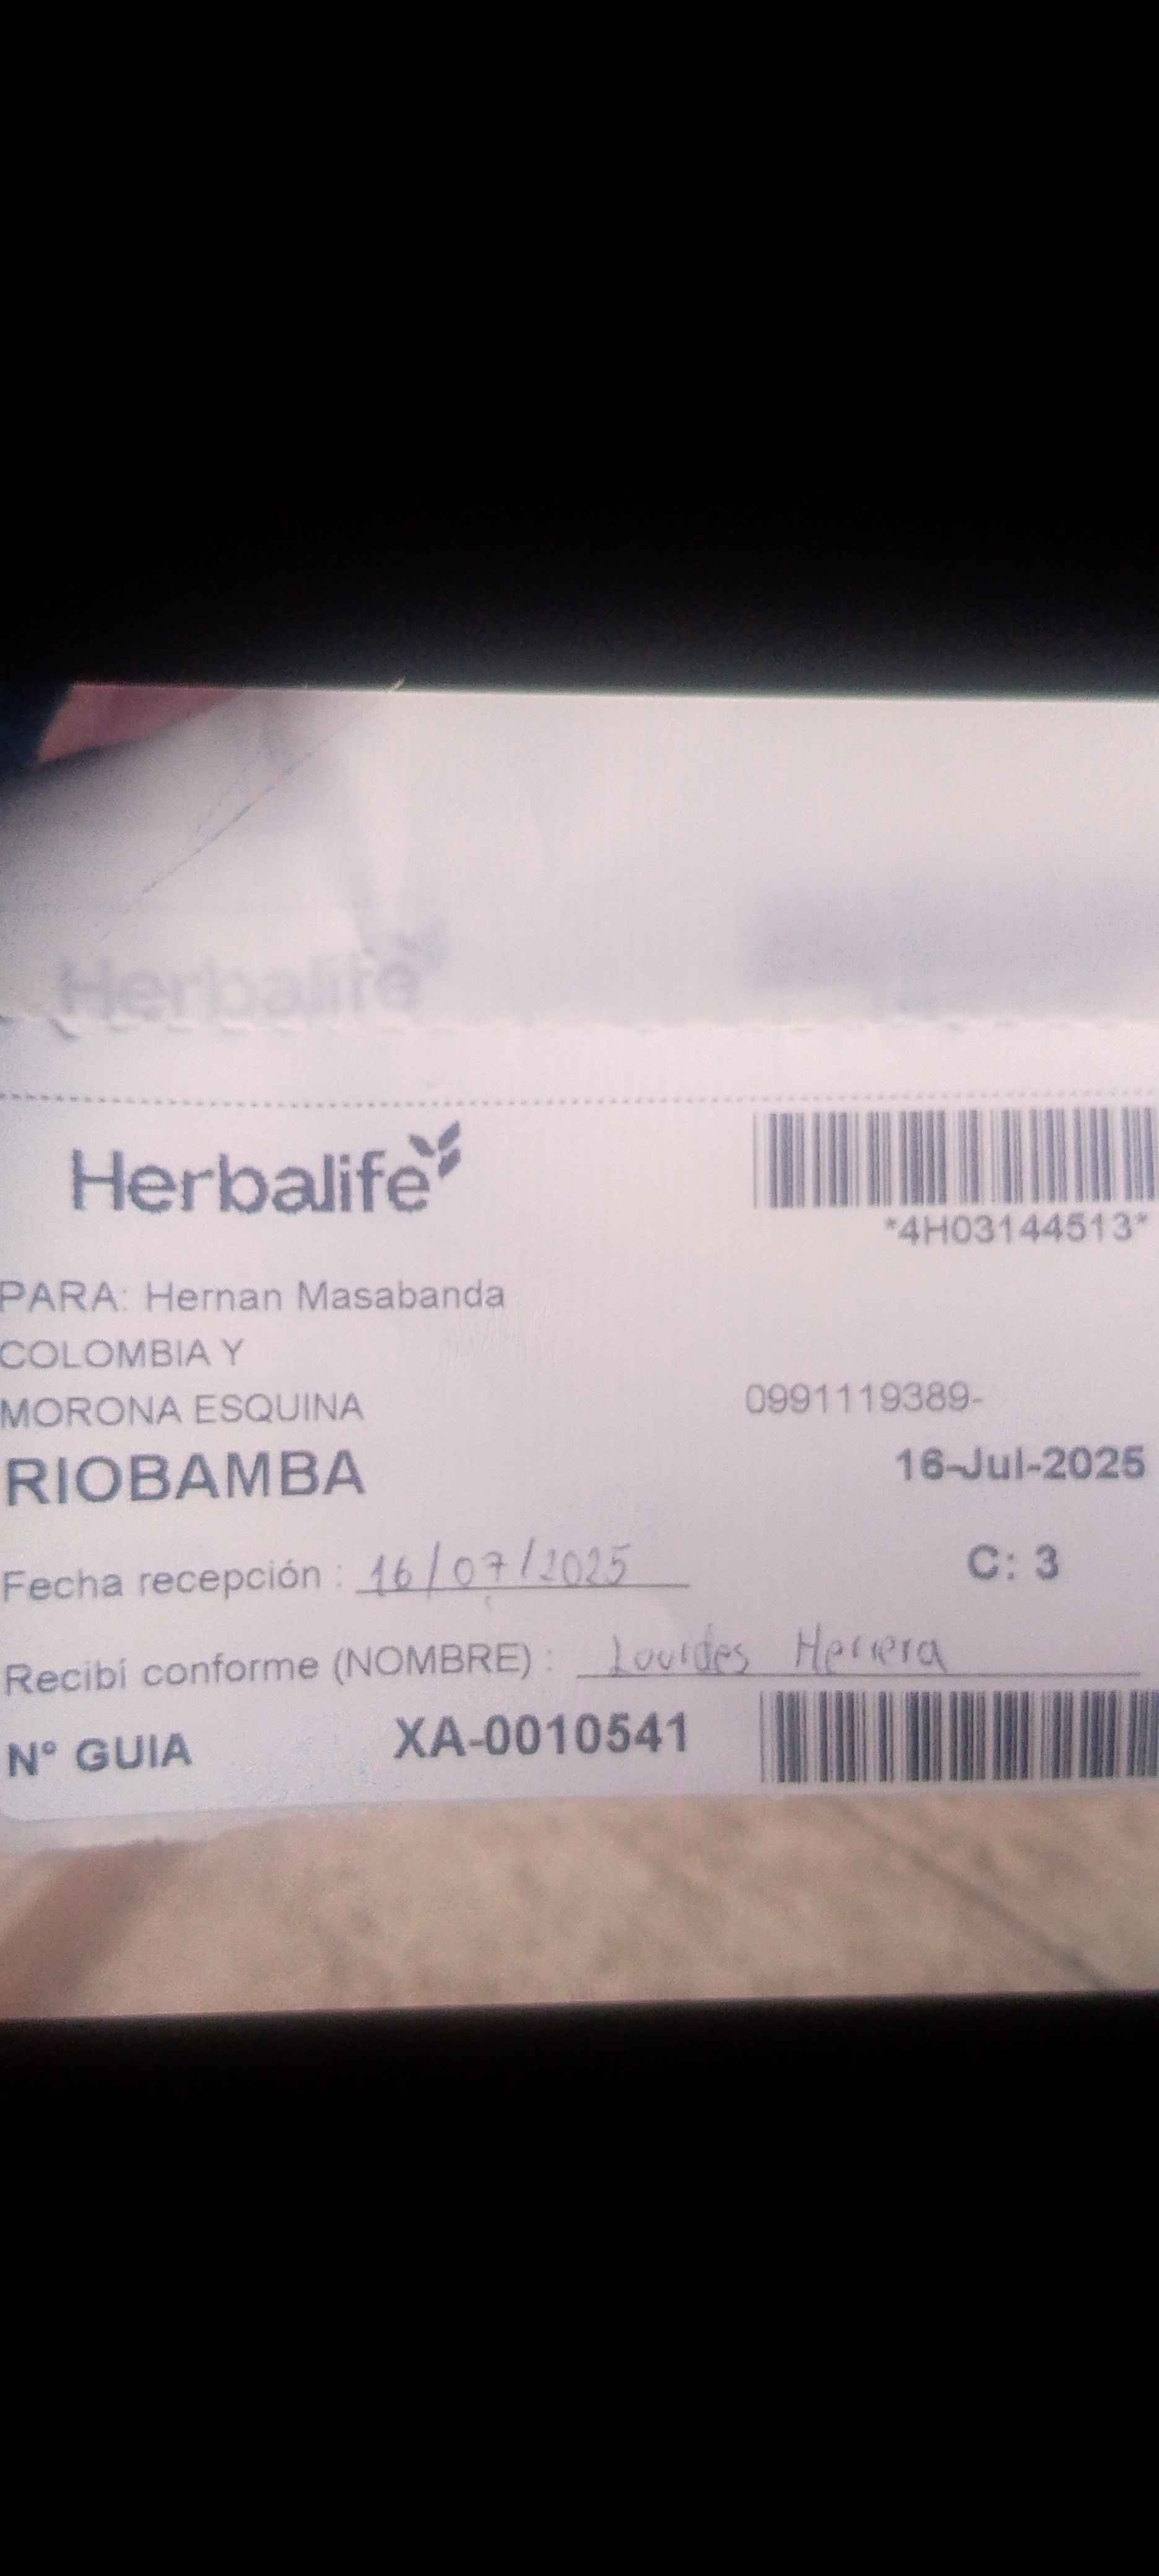 Herbalife
Herbalife
*4H03144513*
PARA: Hernan Masabanda
COLOMBIA Y
MORONA ESQUINA 0991119389-
RIOBAMBA 16-Jul-2025
Fecha recepción : 16/07/2025 C: 3
Recibí conforme (NOMBRE) : Lourdes Herrera
Nº GUIA XA-0010541